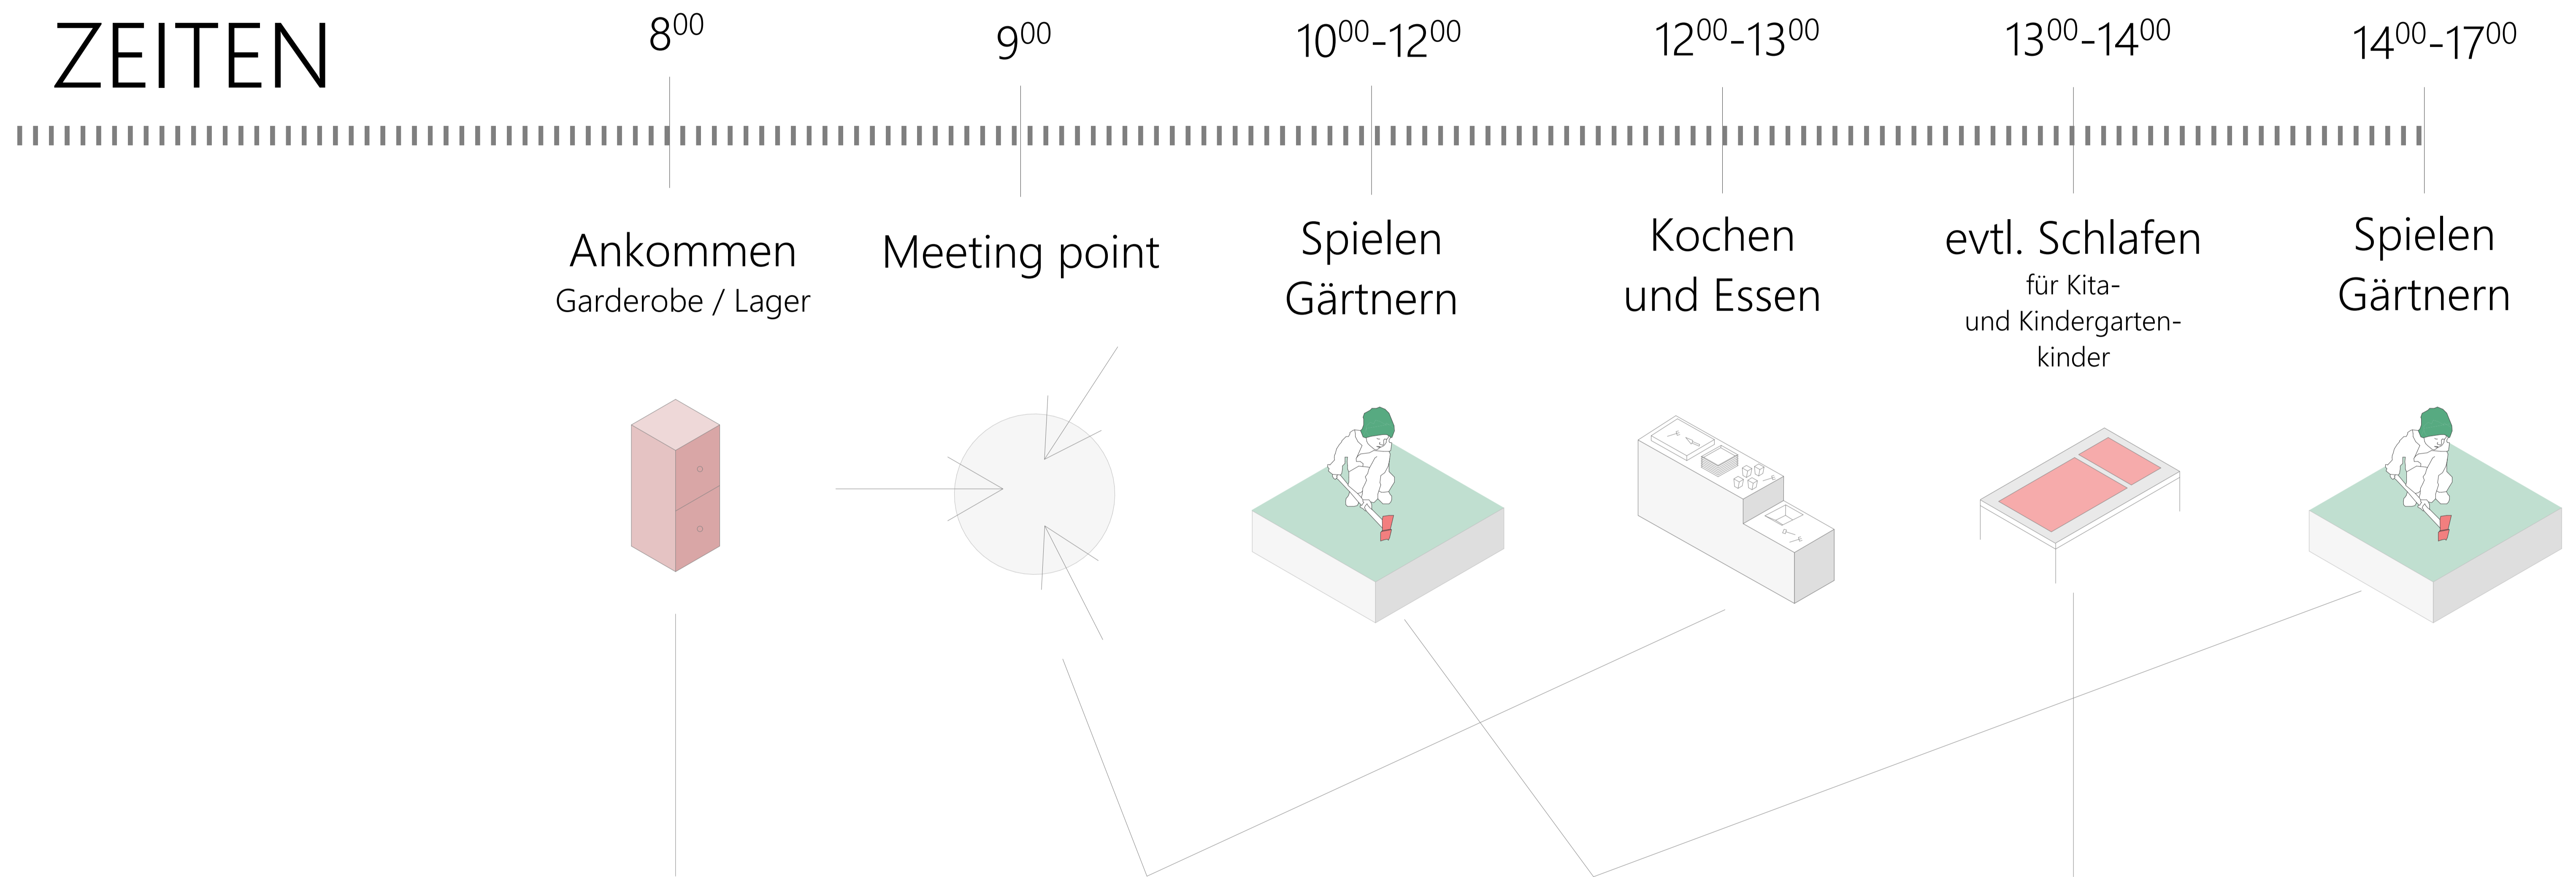 ZEITEN
8⁰⁰
9⁰⁰
10⁰⁰-12⁰⁰
12⁰⁰-13⁰⁰
13⁰⁰-14⁰⁰
14⁰⁰-17⁰⁰
Ankommen
Garderobe / Lager
Meeting point
Spielen
Gärtnern
Kochen
und Essen
evtl. Schlafen
für Kita-
und Kindergarten-
kinder
Spielen
Gärtnern